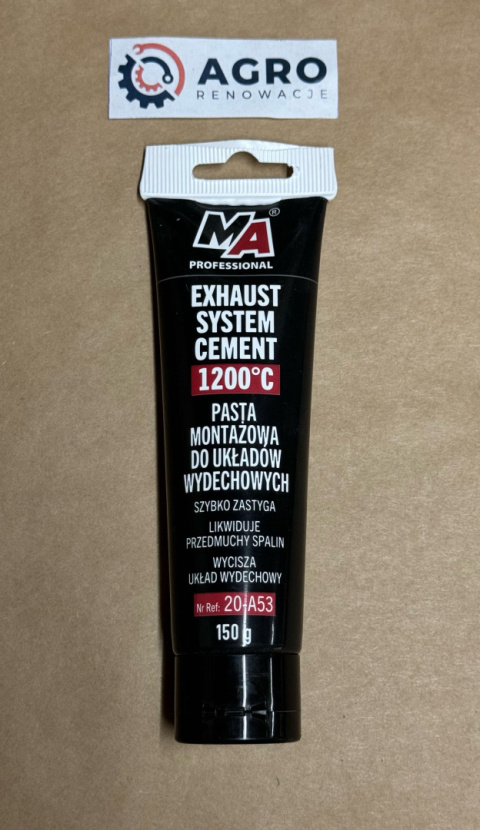 AGRO
RENOWACJE
MA®
PROFESSIONAL
EXHAUST
SYSTEM
CEMENT
1200°C
PASTA
MONTAŻOWA
DO UKŁADÓW
WYDECHOWYCH
SZYBKO ZASTYGA
LIKWIDUJE
PRZEDMUCHY SPALIN
WYCISZA
UKŁAD WYDECHOWY
Nr Ref: 20-A53
150 g